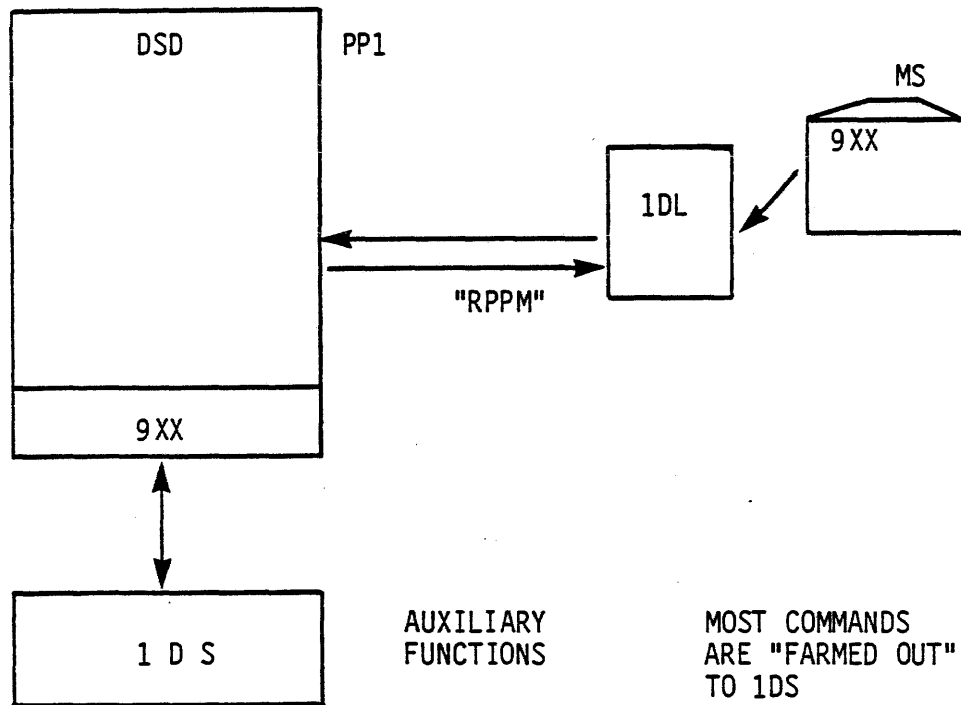 DSD
PP1
MS
9XX
1DL
"RPPM"
9XX
1 D S
AUXILIARY
FUNCTIONS
MOST COMMANDS
ARE "FARMED OUT"
TO 1DS